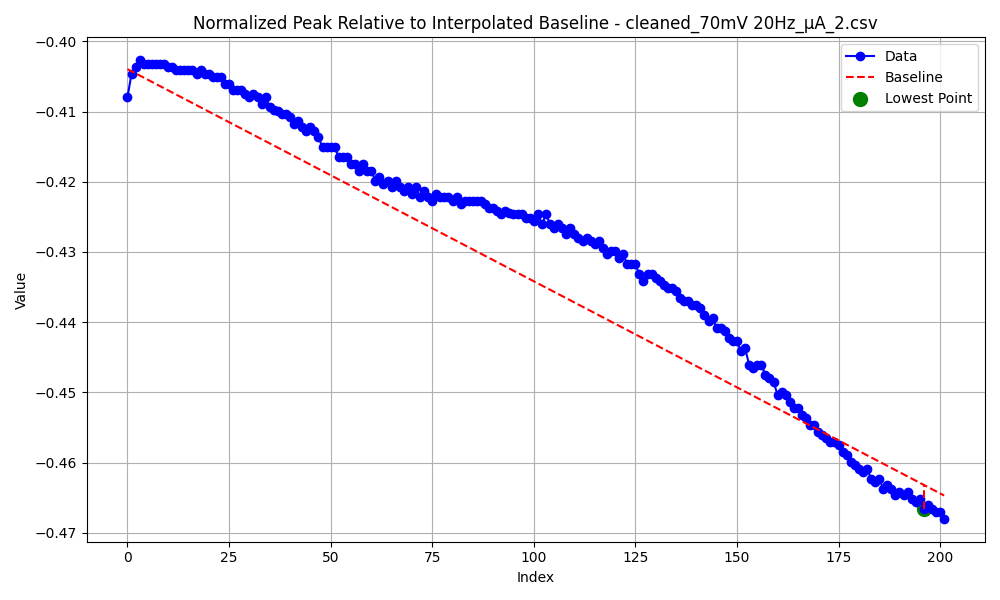 Normalized Peak Relative to Interpolated Baseline - cleaned_70mV 20Hz_μA_2.csv
Data
Baseline
Lowest Point
−0.40
−0.41
−0.42
−0.43
−0.44
−0.45
−0.46
−0.47
Value
0
25
50
75
100
125
150
175
200
Index